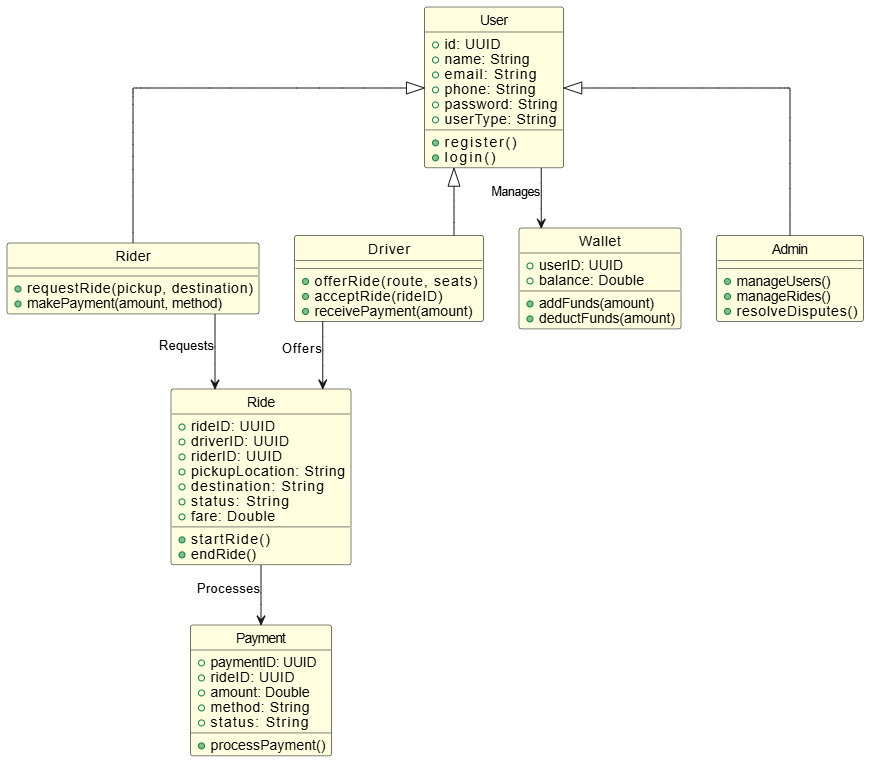 User
id: UUID
name: String
email: String
phone: String
password: String
userType: String
register()
login()
Manages
Rider
requestRide(pickup, destination)
makePayment(amount, method)
Driver
offerRide(route, seats)
acceptRide(rideID)
receivePayment(amount)
Wallet
userID: UUID
balance: Double
addFunds(amount)
deductFunds(amount)
Admin
manageUsers()
manageRides()
resolveDisputes()
Requests
Offers
Ride
rideID: UUID
driverID: UUID
riderID: UUID
pickupLocation: String
destination: String
status: String
fare: Double
startRide()
endRide()
Processes
Payment
paymentID: UUID
rideID: UUID
amount: Double
method: String
status: String
processPayment()